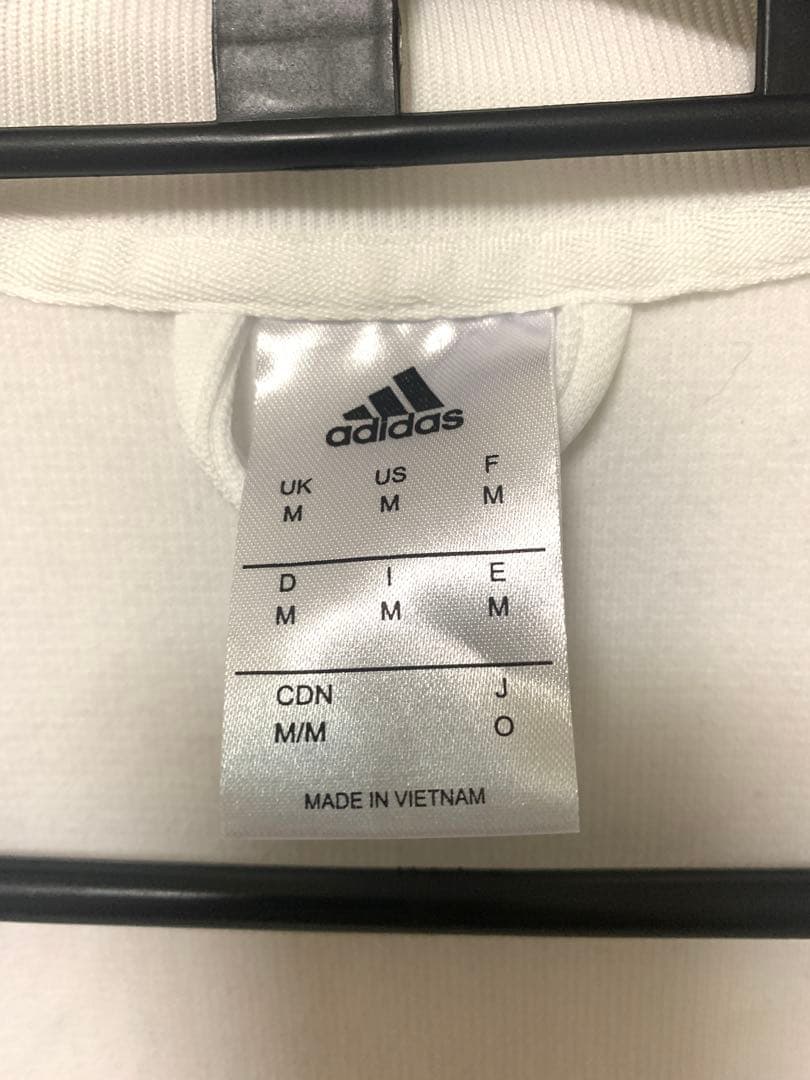 adidas
UK US F
M M M
D I E
M M M
CDN J
M/M O
MADE IN VIETNAM